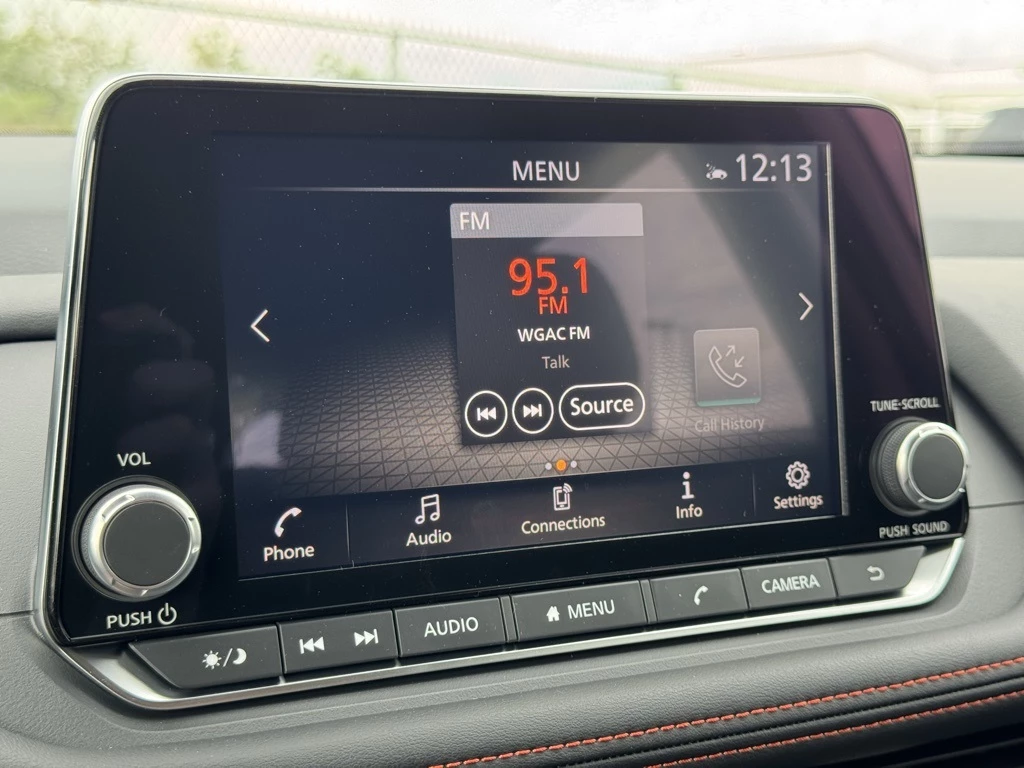 MENU
12:13
FM
95.1
FM
WGAC FM
Talk
Source
Call History
Phone
Audio
Connections
Info
Settings
VOL
PUSH
TUNE·SCROLL
PUSH SOUND
AUDIO
MENU
CAMERA